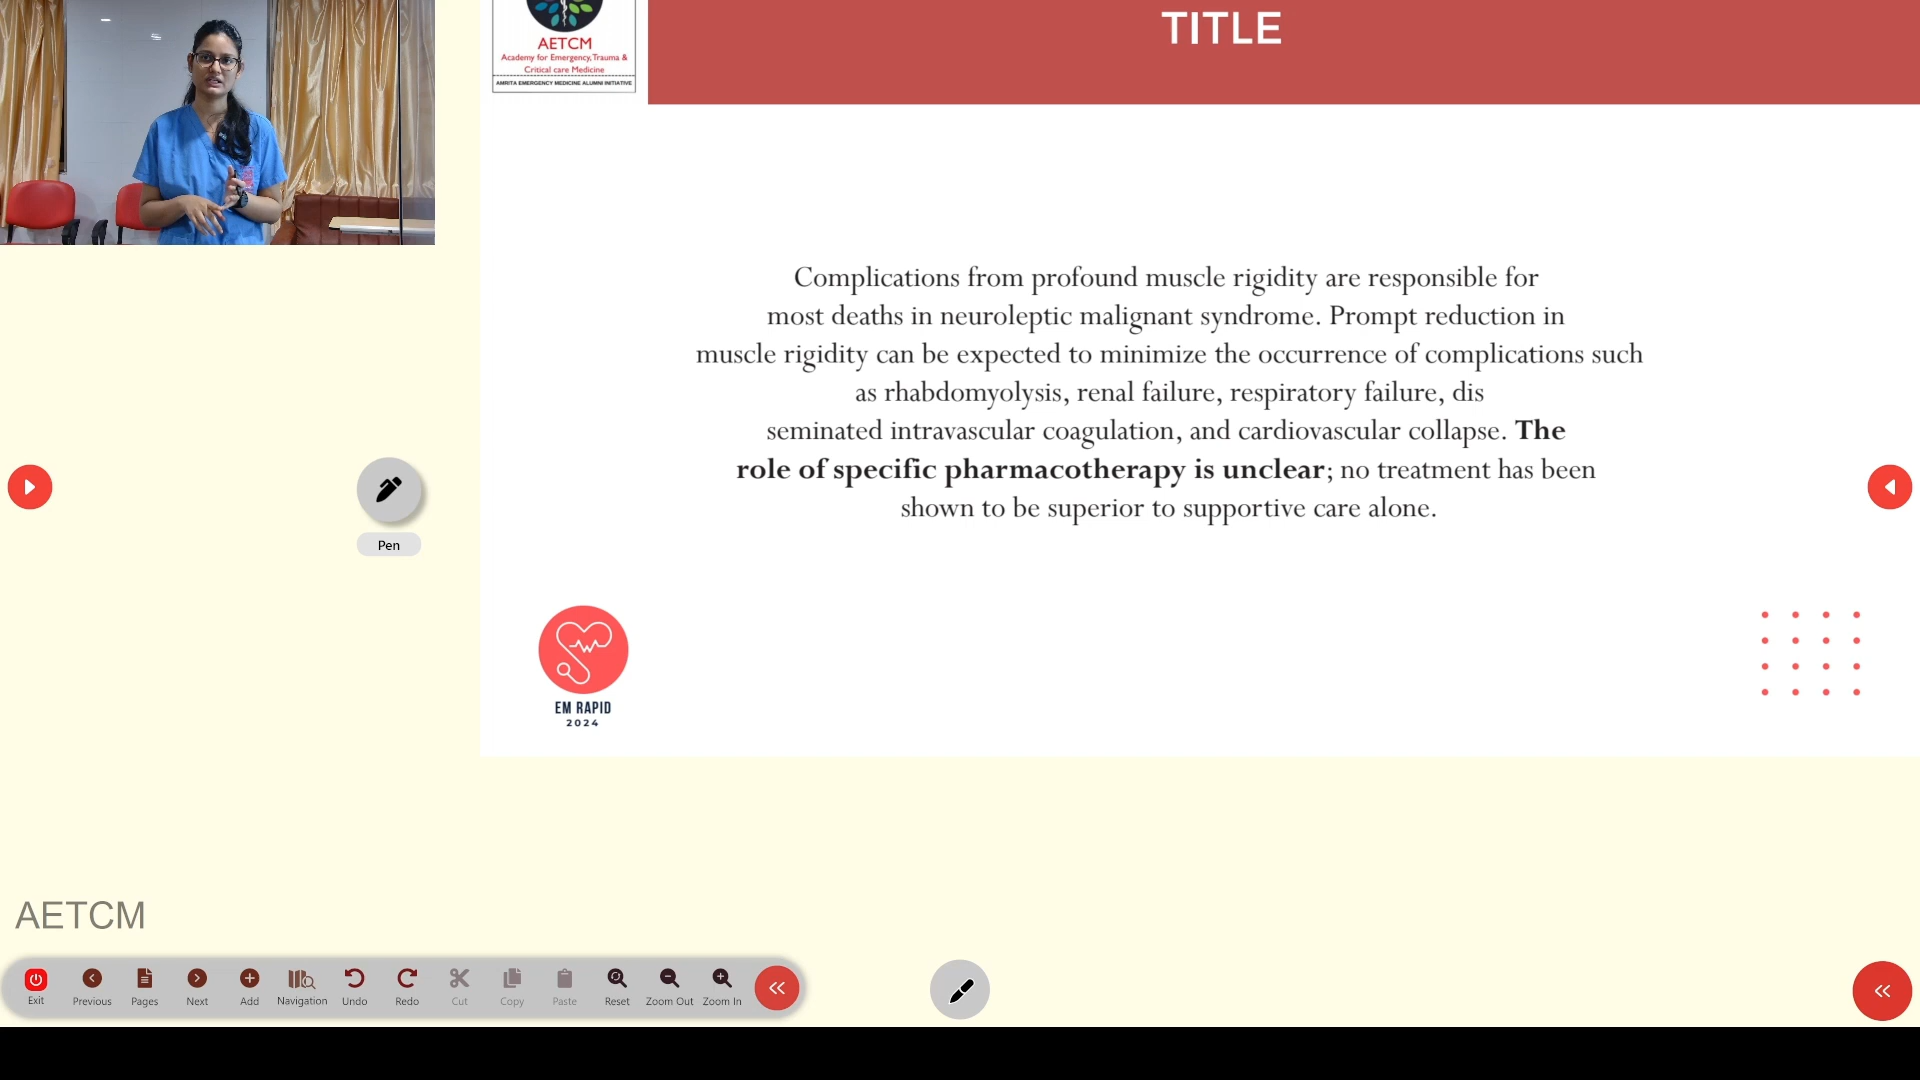 TITLE
AETCM
Academy for Emergency, Trauma &
Critical care Medicine
AMRITA EMERGENCY MEDICINE ALUMNI INITIATIVE
Complications from profound muscle rigidity are responsible for
most deaths in neuroleptic malignant syndrome. Prompt reduction in
muscle rigidity can be expected to minimize the occurrence of complications such
as rhabdomyolysis, renal failure, respiratory failure, dis
seminated intravascular coagulation, and cardiovascular collapse. The
role of specific pharmacotherapy is unclear; no treatment has been
shown to be superior to supportive care alone.
Pen
EM RAPID
2024
AETCM
Exit
Previous
Pages
Next
Add
Navigation
Undo
Redo
Cut
Copy
Paste
Reset
Zoom Out
Zoom In